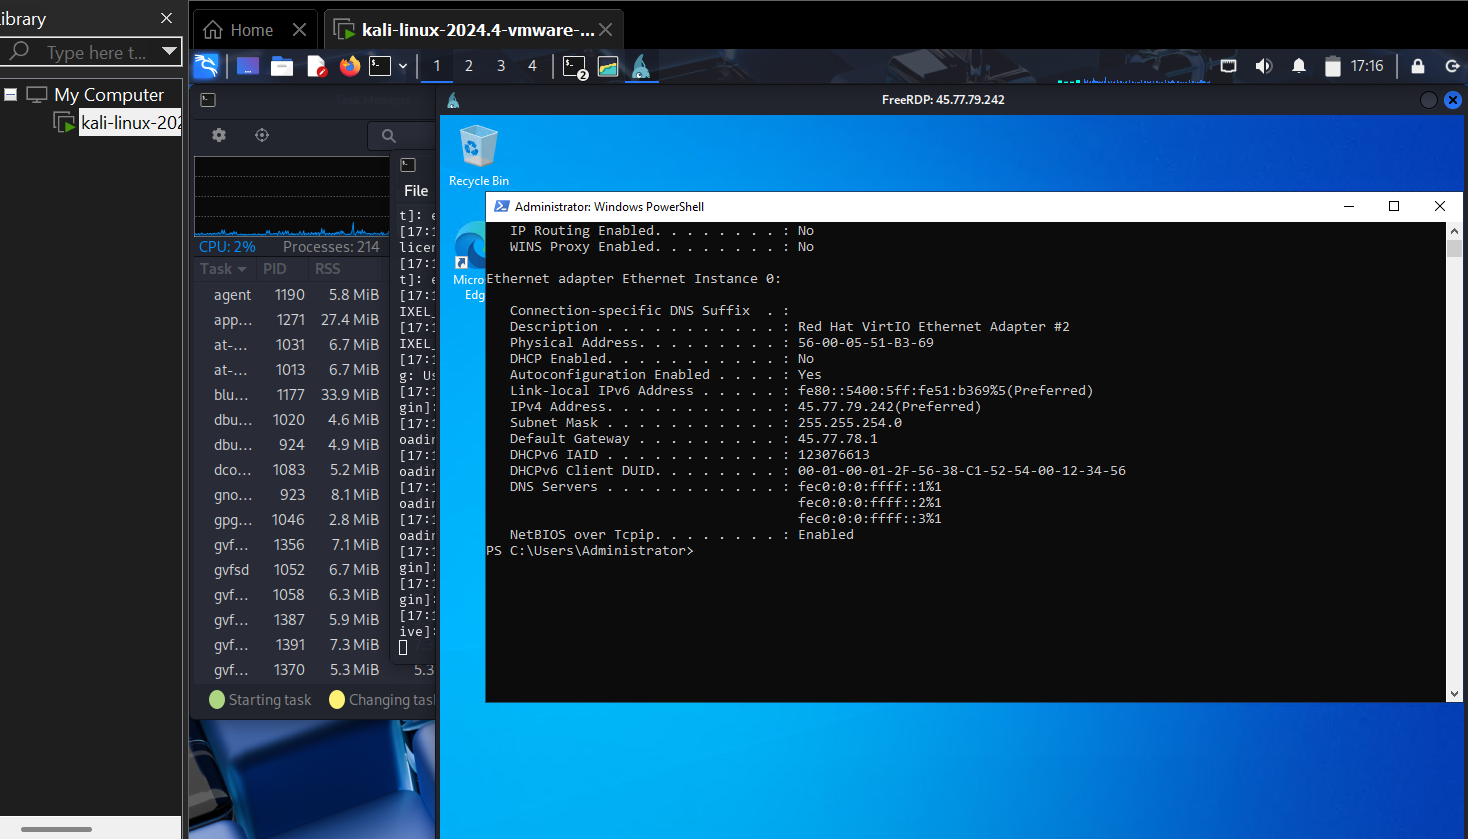 ibrary
Type here t...
My Computer
kali-linux-202
Home
kali-linux-2024.4-vmware-...
1 2 3 4
2
17:16
FreeRDP: 45.77.79.242
CPU: 2%
Processes: 214
Task PID RSS
agent 1190 5.8 MiB
app... 1271 27.4 MiB
at-... 1031 6.7 MiB
at-... 1013 6.7 MiB
blu... 1177 33.9 MiB
dbu... 1020 4.6 MiB
dbu... 924 4.9 MiB
dco... 1083 5.2 MiB
gno... 923 8.1 MiB
gpg... 1046 2.8 MiB
gvf... 1356 7.1 MiB
gvfsd 1052 6.7 MiB
gvf... 1058 6.3 MiB
gvf... 1387 5.9 MiB
gvf... 1391 7.3 MiB
gvf... 1370 5.3 MiB 5.3
Starting task
Changing task
File
t]: e
[17:1
licen
[17:1
t]: e
[17:1
IXEL_
[17:1
IXEL_
[17:1
g: Us
[17:1
gin]:
[17:1
oadin
[17:1
oadin
[17:1
oadin
[17:1
oadin
[17:1
gin]:
[17:1
gin]:
[17:1
ive]:
Recycle Bin
Micro
Edg
Administrator: Windows PowerShell
IP Routing Enabled. . . . . . . . : No
WINS Proxy Enabled. . . . . . . . : No
Ethernet adapter Ethernet Instance 0:
Connection-specific DNS Suffix  . :
Description . . . . . . . . . . . : Red Hat VirtIO Ethernet Adapter #2
Physical Address. . . . . . . . . : 56-00-05-51-B3-69
DHCP Enabled. . . . . . . . . . . : No
Autoconfiguration Enabled . . . . : Yes
Link-local IPv6 Address . . . . . : fe80::5400:5ff:fe51:b369%5(Preferred)
IPv4 Address. . . . . . . . . . . : 45.77.79.242(Preferred)
Subnet Mask . . . . . . . . . . . : 255.255.254.0
Default Gateway . . . . . . . . . : 45.77.78.1
DHCPv6 IAID . . . . . . . . . . . : 123076613
DHCPv6 Client DUID. . . . . . . . : 00-01-00-01-2F-56-38-C1-52-54-00-12-34-56
DNS Servers . . . . . . . . . . . : fec0:0:0:ffff::1%1
fec0:0:0:ffff::2%1
fec0:0:0:ffff::3%1
NetBIOS over Tcpip. . . . . . . . : Enabled
PS C:\Users\Administrator>